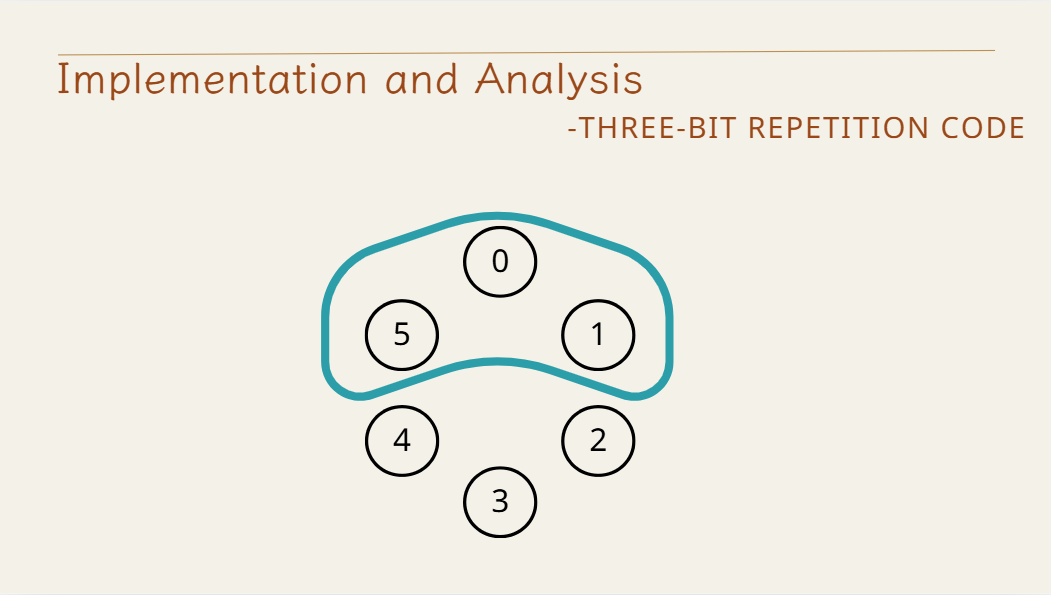 Implementation and Analysis
-THREE-BIT REPETITION CODE
0
5 1
4 2
3